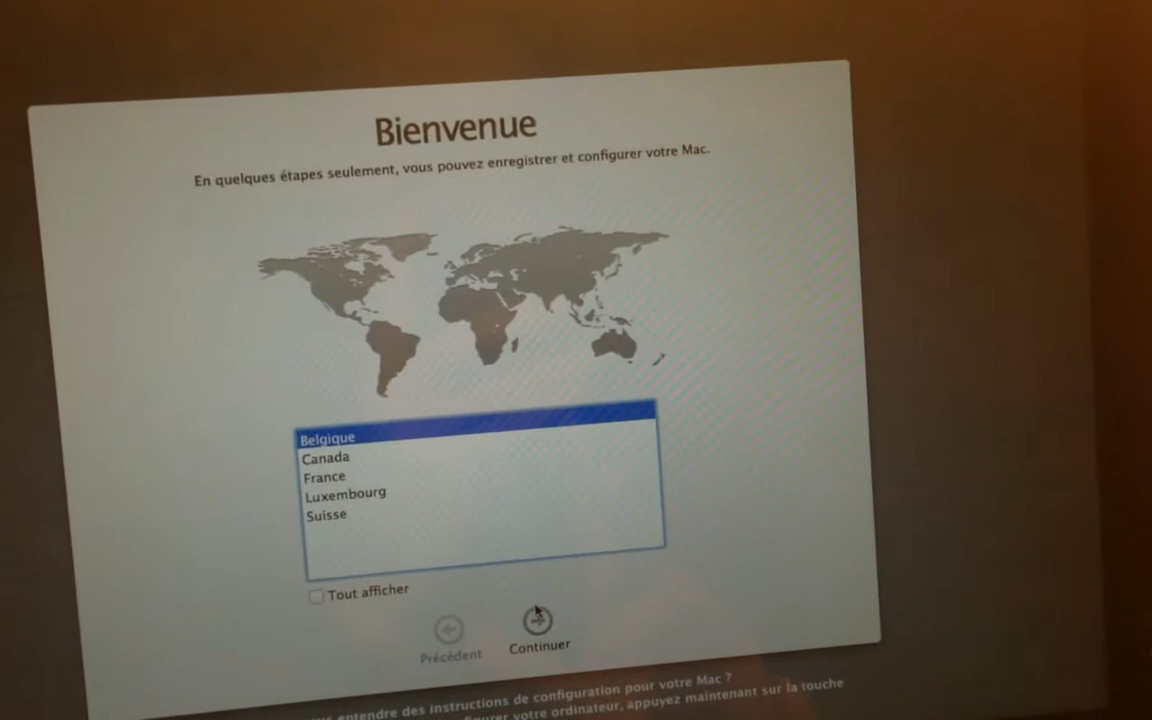 Bienvenue
En quelques étapes seulement, vous pouvez enregistrer et configurer votre Mac.
Belgique
Canada
France
Luxembourg
Suisse
Tout afficher
Précédent
Continuer
entendre des instructions de configuration pour votre Mac ?
votre ordinateur, appuyez maintenant sur la touche